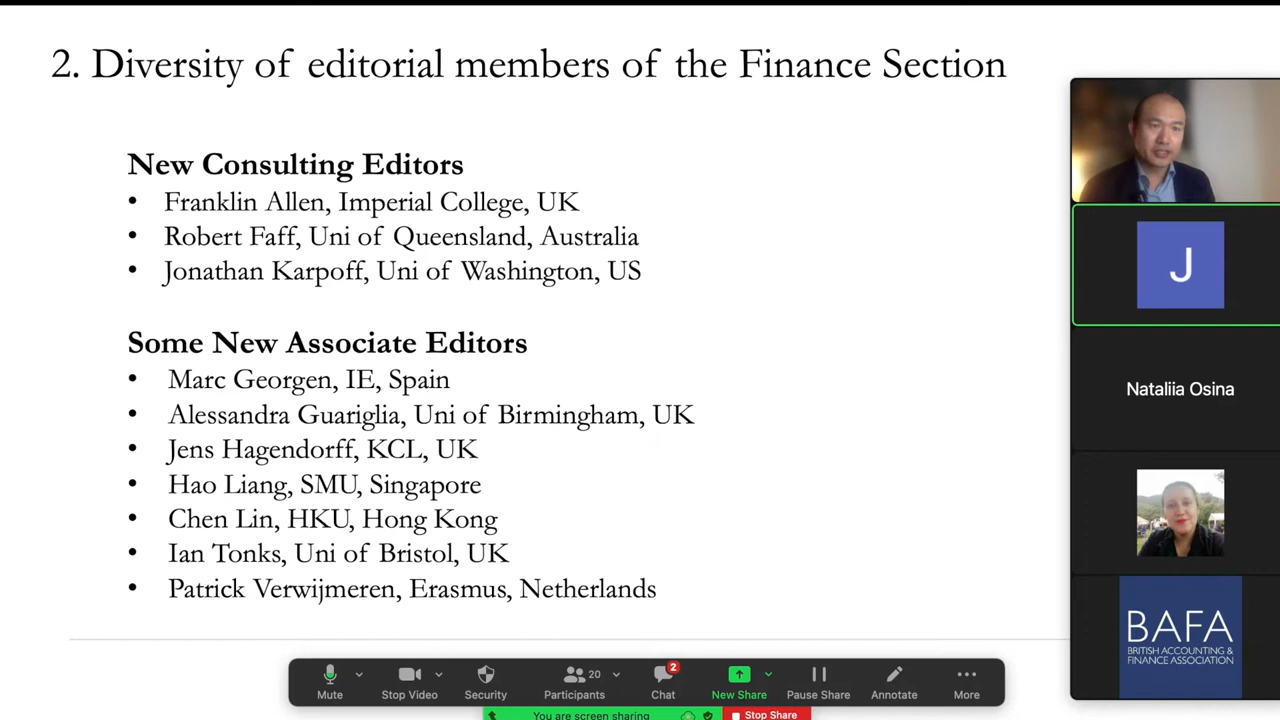 2. Diversity of editorial members of the Finance Section
New Consulting Editors
• Franklin Allen, Imperial College, UK
• Robert Faff, Uni of Queensland, Australia
• Jonathan Karpoff, Uni of Washington, US
Some New Associate Editors
• Marc Georgen, IE, Spain
• Alessandra Guariglia, Uni of Birmingham, UK
• Jens Hagendorff, KCL, UK
• Hao Liang, SMU, Singapore
• Chen Lin, HKU, Hong Kong
• Ian Tonks, Uni of Bristol, UK
• Patrick Verwijmeren, Erasmus, Netherlands
J
Nataliia Osina
BAFA
BRITISH ACCOUNTING &
FINANCE ASSOCIATION
20
2
Mute
Stop Video
Security
Participants
Chat
New Share
Pause Share
Annotate
More
You are screen sharing
Stop Share